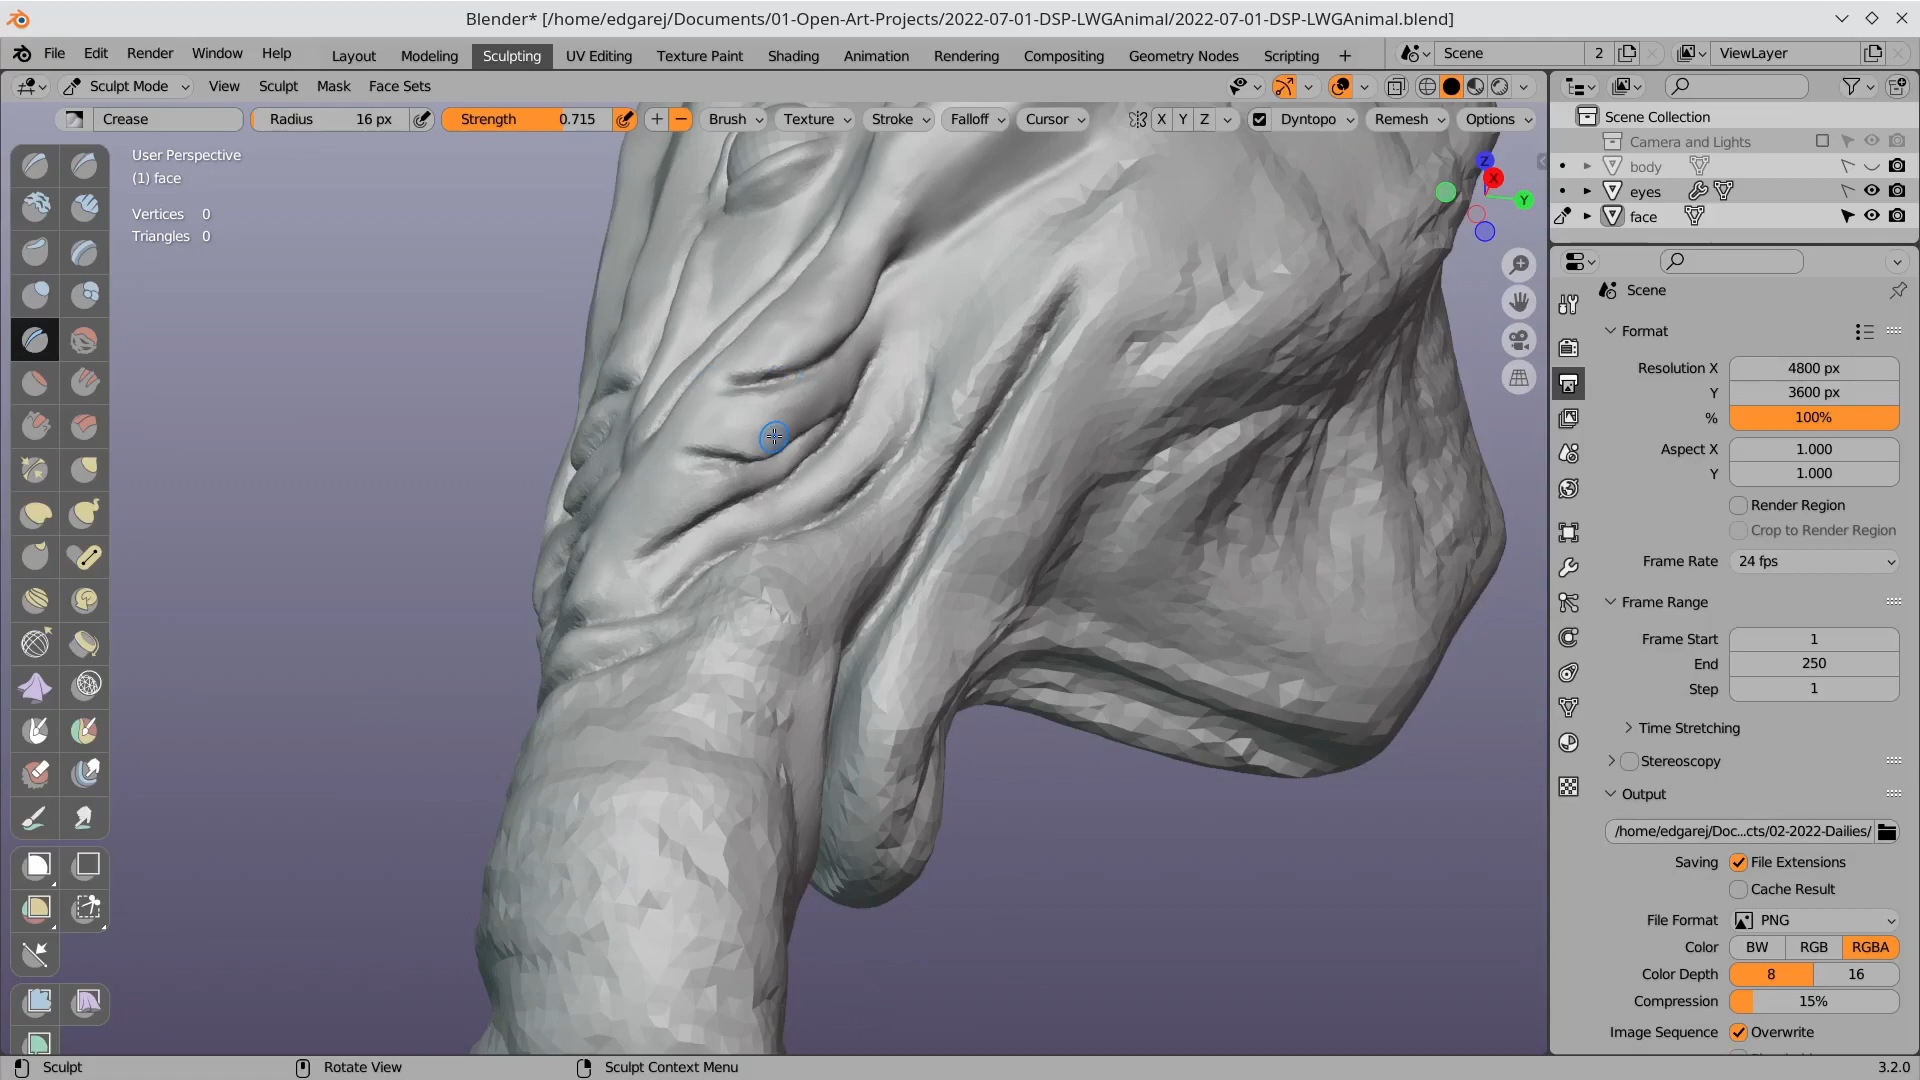 Blender* [/home/edgarej/Documents/01-Open-Art-Projects/2022-07-01-DSP-LWGAnimal/2022-07-01-DSP-LWGAnimal.blend]
File Edit Render Window Help Layout Modeling Sculpting UV Editing Texture Paint Shading Animation Rendering Compositing Geometry Nodes Scripting + Scene 2 ViewLayer
Sculpt Mode View Sculpt Mask Face Sets
Crease Radius 16 px Strength 0.715 Brush Texture Stroke Falloff Cursor X Y Z Dyntopo Remesh Options
User Perspective
(1) face
Vertices 0
Triangles 0
Z
X
Y
Scene Collection
Camera and Lights
body
eyes
face
Scene
Format
Resolution X 4800 px
Y 3600 px
% 100%
Aspect X 1.000
Y 1.000
Render Region
Crop to Render Region
Frame Rate 24 fps
Frame Range
Frame Start 1
End 250
Step 1
Time Stretching
Stereoscopy
Output
/home/edgarej/Doc...cts/02-2022-Dailies/
Saving File Extensions
Cache Result
File Format PNG
Color BW RGB RGBA
Color Depth 8 16
Compression 15%
Image Sequence Overwrite
Sculpt Rotate View Sculpt Context Menu 3.2.0